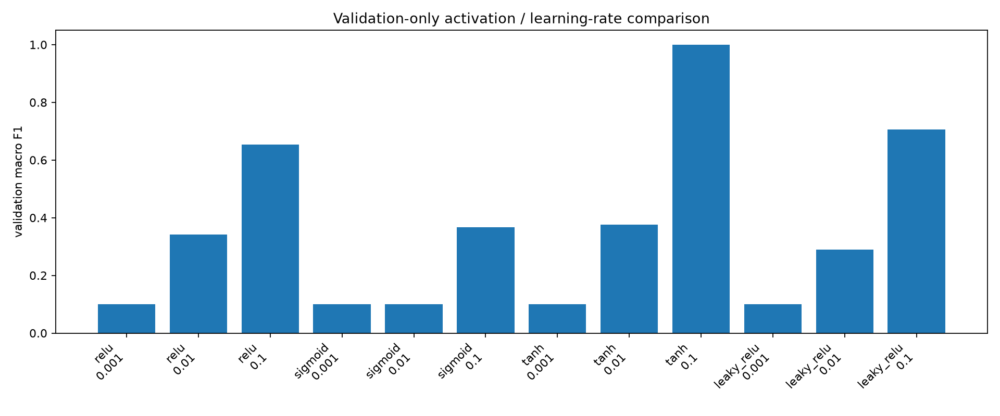 Validation-only activation / learning-rate comparison
validation macro F1
1.0
0.8
0.6
0.4
0.2
0.0
relu
0.001
relu
0.01
relu
0.1
sigmoid
0.001
sigmoid
0.01
sigmoid
0.1
tanh
0.001
tanh
0.01
tanh
0.1
leaky_relu
0.001
leaky_relu
0.01
leaky_relu
0.1